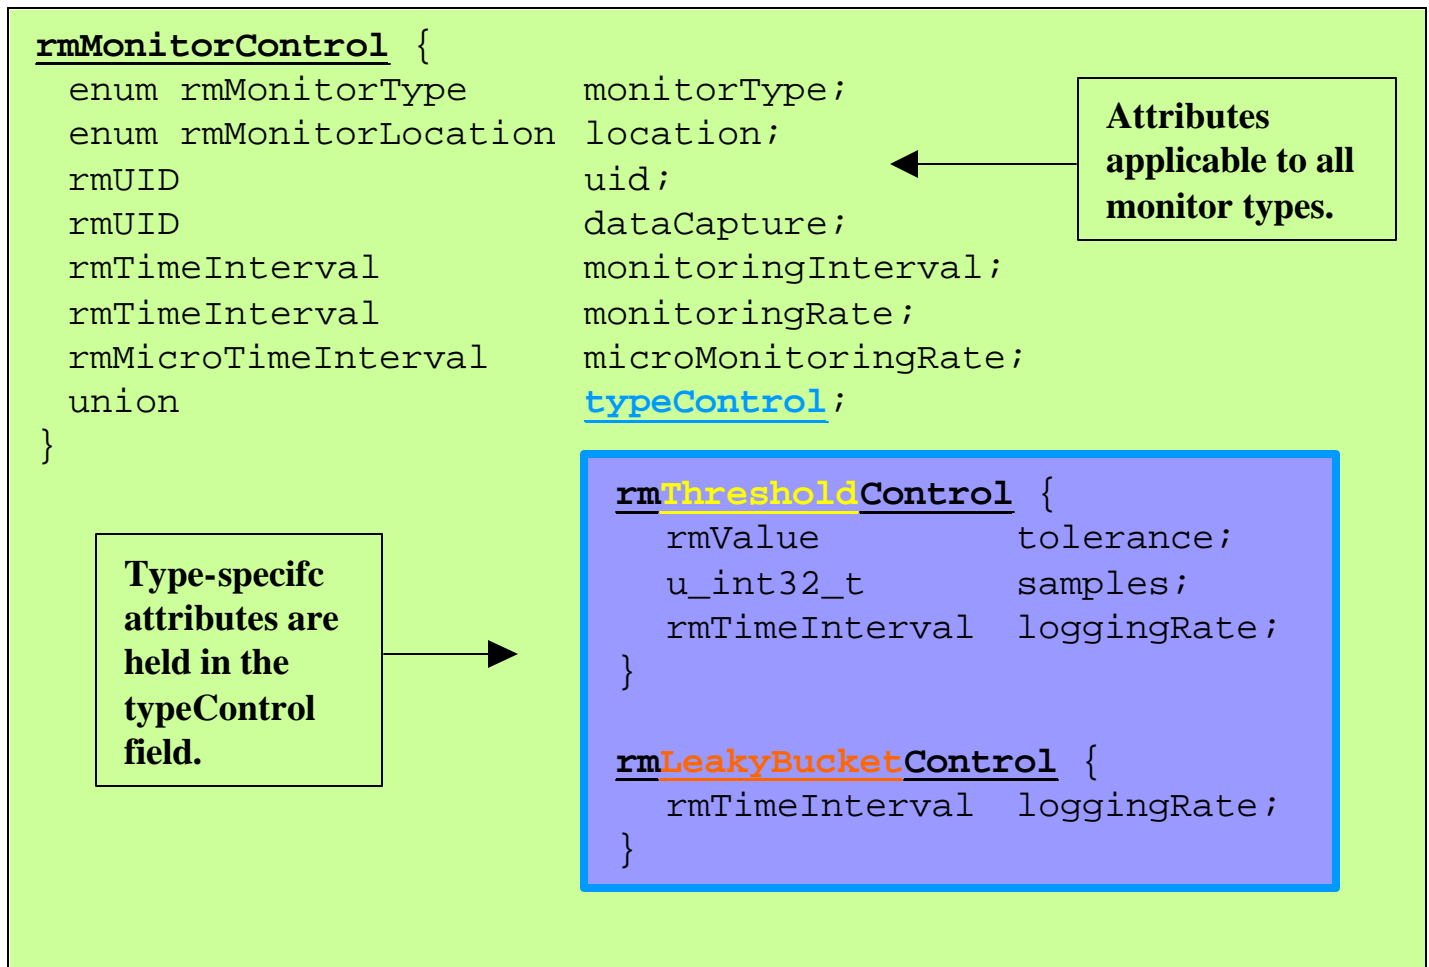 rmMonitorControl {
enum rmMonitorType monitorType;
enum rmMonitorLocation location;
rmUID uid;
rmUID dataCapture;
rmTimeInterval monitoringInterval;
rmTimeInterval monitoringRate;
rmMicroTimeInterval microMonitoringRate;
union typeControl;
}
Attributes
applicable to all
monitor types.
Type-specifc
attributes are
held in the
typeControl
field.
rmThresholdControl {
rmValue tolerance;
u_int32_t samples;
rmTimeInterval loggingRate;
}
rmLeakyBucketControl {
rmTimeInterval loggingRate;
}